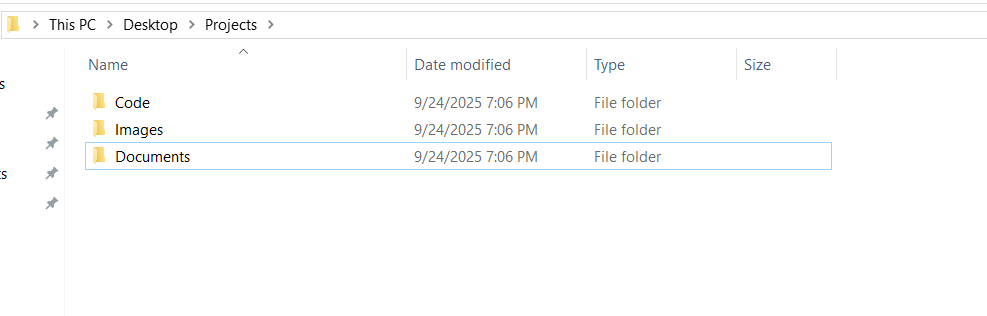 This PC > Desktop > Projects >
Name Date modified Type Size
Code 9/24/2025 7:06 PM File folder
Images 9/24/2025 7:06 PM File folder
Documents 9/24/2025 7:06 PM File folder